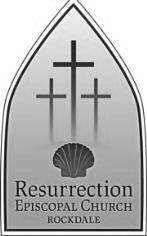 Resurrection
EPISCOPAL CHURCH
ROCKDALE